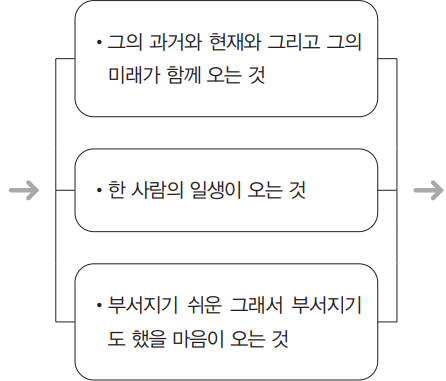 • 그의 과거와 현재와 그리고 그의
미래가 함께 오는 것
• 한 사람의 일생이 오는 것
• 부서지기 쉬운 그래서 부서지기
도 했을 마음이 오는 것